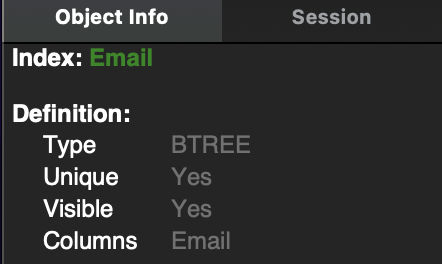 Object Info Session
Index: Email
Definition:
Type BTREE
Unique Yes
Visible Yes
Columns Email